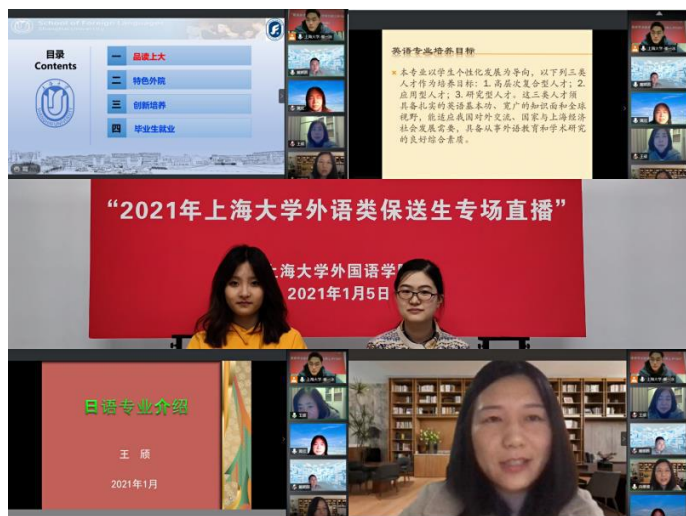 School of Foreign Languages
目录
Contents
一 品读上大
二 特色外院
三 创新培养
四 毕业生就业
英语专业培养目标
本专业以学生个性化发展为导向，以下列三类
人才作为培养目标：1. 高层次复合型人才；2.
应用型人才；3. 研究型人才。这三类人才须
具备扎实的英语基本功、宽广的知识面和全球
视野，能适应我国对外交流、国家与上海经济
社会发展需要，具备从事外语教育和学术研究
的良好综合素质。
“2021年上海大学外语类保送生专场直播”
上海大学外国语学
2021年1月5日
日语专业介绍
王 颀
2021年1月